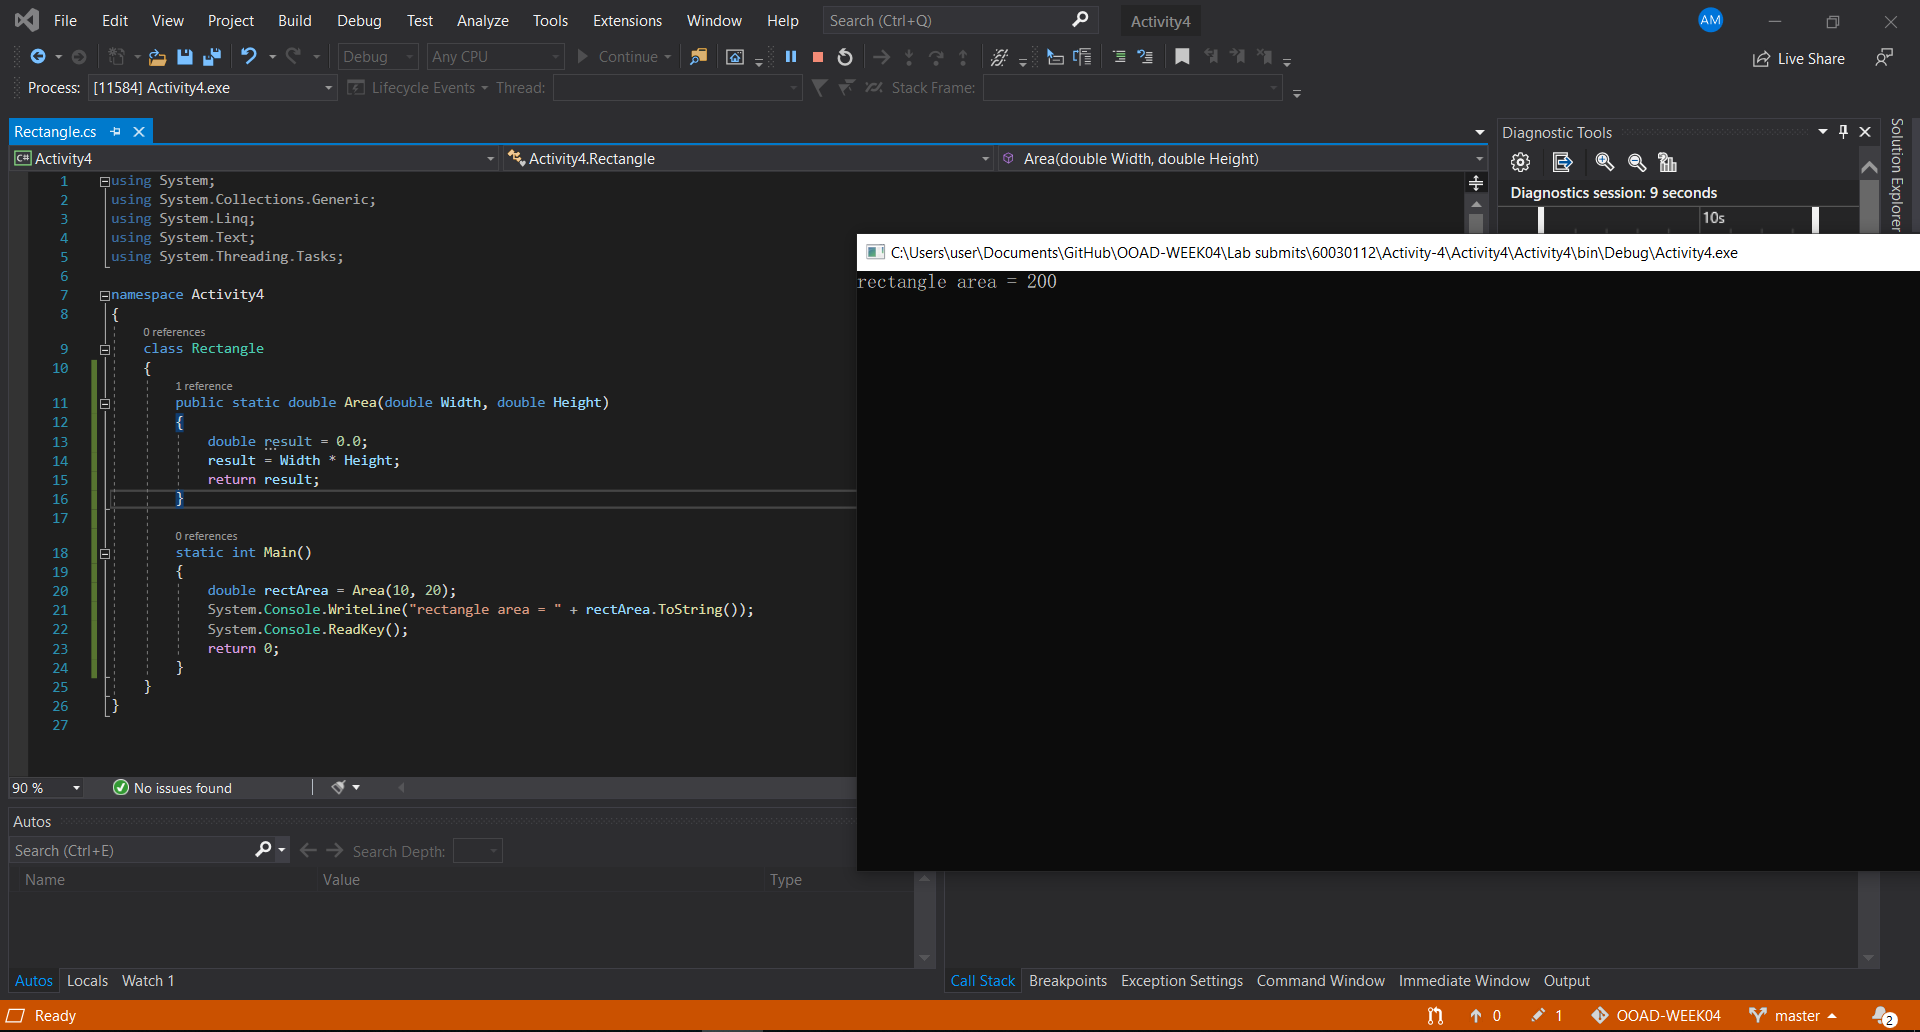 File Edit View Project Build Debug Test Analyze Tools Extensions Window Help Search (Ctrl+Q) Activity4 AM
Debug Any CPU Continue Live Share
Process: [11584] Activity4.exe Lifecycle Events Thread: Stack Frame:
Rectangle.cs
C# Activity4 Activity4.Rectangle Area(double Width, double Height)
1 using System;
2 using System.Collections.Generic;
3 using System.Linq;
4 using System.Text;
5 using System.Threading.Tasks;
6
7 namespace Activity4
8 {
0 references
9 class Rectangle
10 {
1 reference
11 public static double Area(double Width, double Height)
12 {
13 double result = 0.0;
14 result = Width * Height;
15 return result;
16 }
17
0 references
18 static int Main()
19 {
20 double rectArea = Area(10, 20);
21 System.Console.WriteLine("rectangle area = " + rectArea.ToString());
22 System.Console.ReadKey();
23 return 0;
24 }
25 }
26 }
27
90 % No issues found
Diagnostic Tools
Diagnostics session: 9 seconds
10s
Solution Explorer
C:\Users\user\Documents\GitHub\OOAD-WEEK04\Lab submits\60030112\Activity-4\Activity4\Activity4\bin\Debug\Activity4.exe
rectangle area = 200
Autos
Search (Ctrl+E) Search Depth:
Name Value Type
Autos Locals Watch 1
Call Stack Breakpoints Exception Settings Command Window Immediate Window Output
Ready 0 1 OOAD-WEEK04 master 2